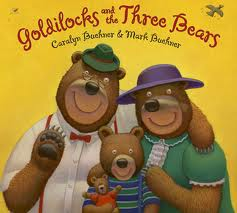 Goldilocks and the Three Bears
Caralyn Buehner & Mark Buehner